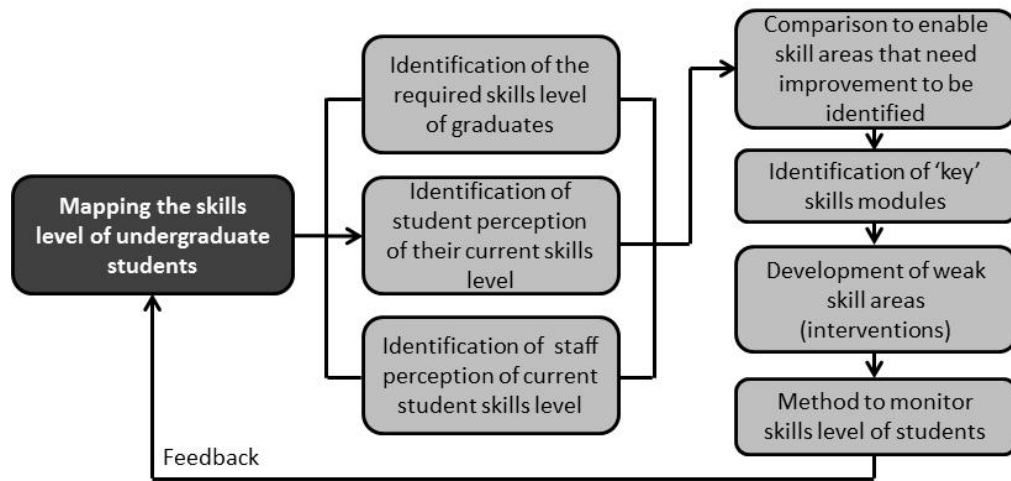 Mapping the skills
level of undergraduate
students
Identification of the
required skills level
of graduates
Identification of
student perception
of their current skills
level
Identification of  staff
perception of current
student skills level
Comparison to enable
skill areas that need
improvement to be
identified
Identification of ‘key’
skills modules
Development of weak
skill areas
(interventions)
Method to monitor
skills level of students
Feedback